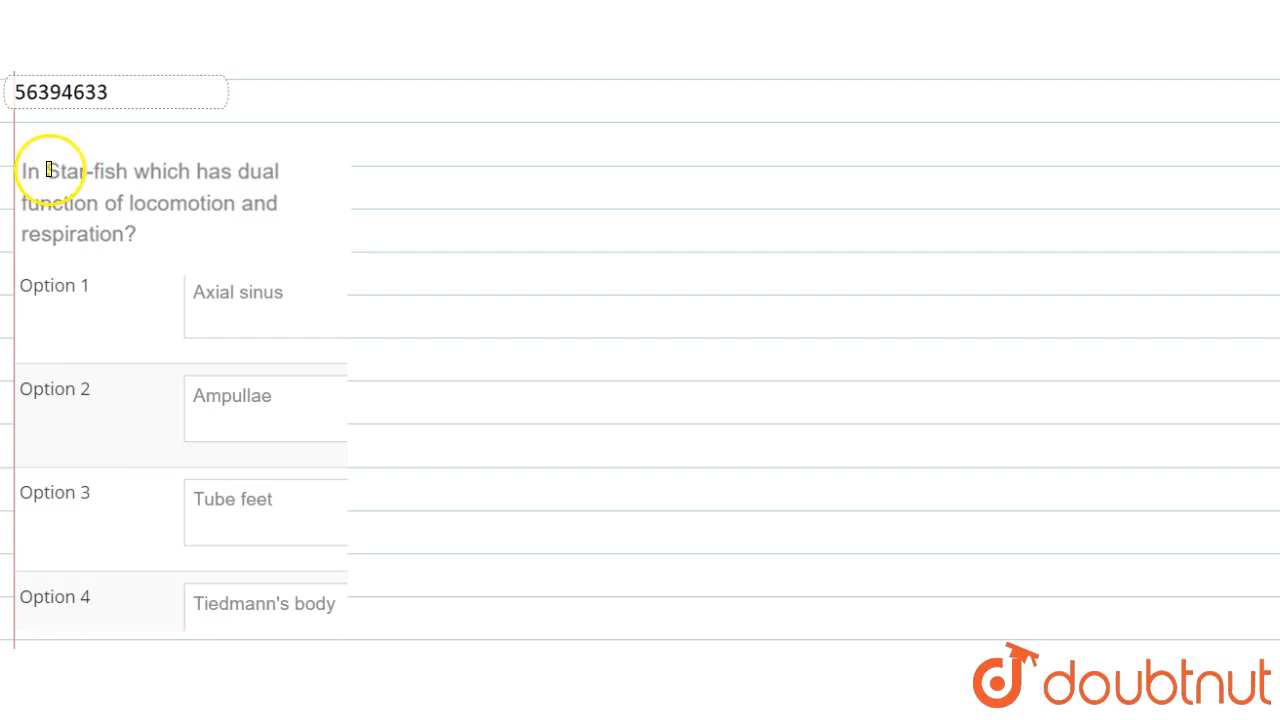 56394633
In Star-fish which has dual
function of locomotion and
respiration?
Option 1
Axial sinus
Option 2
Ampullae
Option 3
Tube feet
Option 4
Tiedmann's body
doubtnut